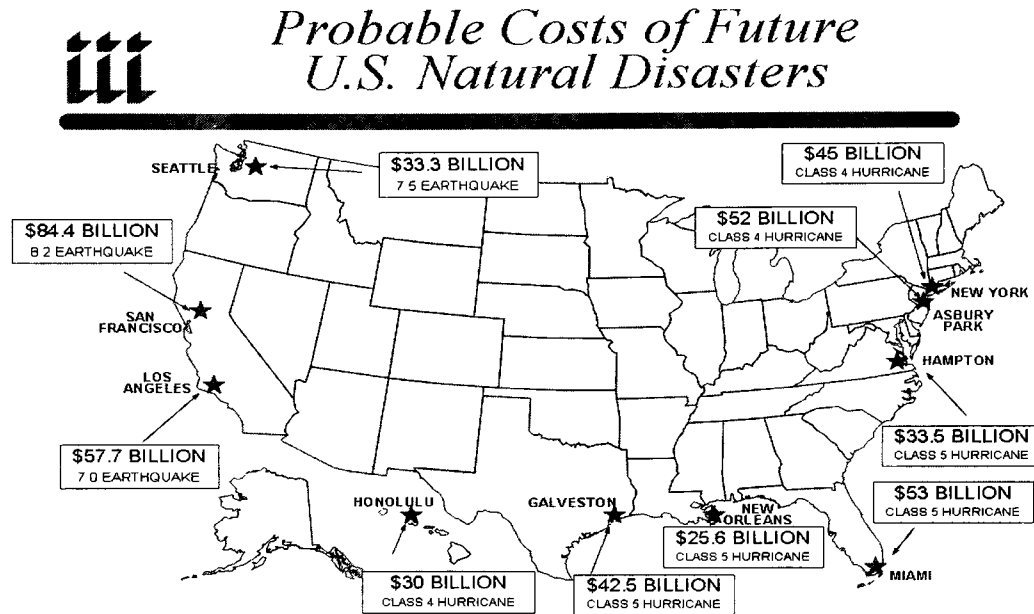 iii
Probable Costs of Future
U.S. Natural Disasters
SEATTLE
$33.3 BILLION
7 5 EARTHQUAKE
$45 BILLION
CLASS 4 HURRICANE
$52 BILLION
CLASS 4 HURRICANE
$84.4 BILLION
8 2 EARTHQUAKE
NEW YORK
ASBURY
PARK
SAN
FRANCISCO
HAMPTON
LOS
ANGELES
$33.5 BILLION
CLASS 5 HURRICANE
$57.7 BILLION
7 0 EARTHQUAKE
$53 BILLION
CLASS 5 HURRICANE
HONOLULU
GALVESTON
NEW
ORLEANS
$25.6 BILLION
CLASS 5 HURRICANE
MIAMI
$30 BILLION
CLASS 4 HURRICANE
$42.5 BILLION
CLASS 5 HURRICANE